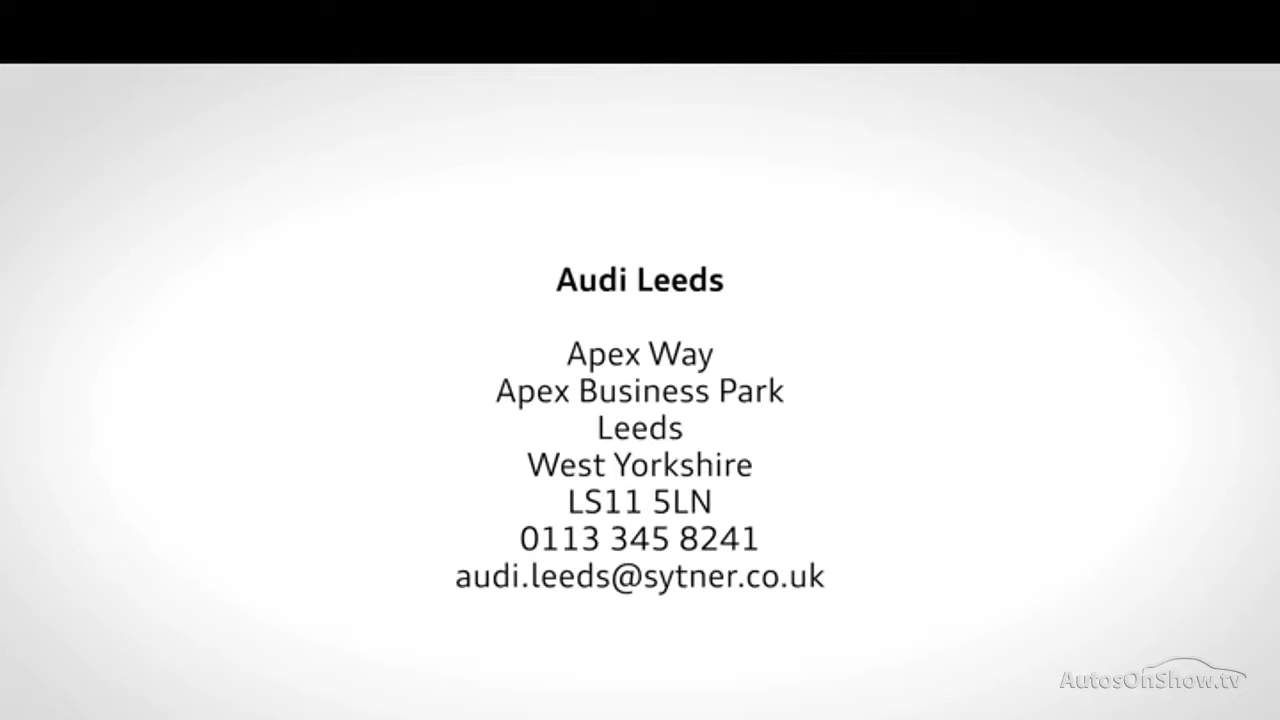 Audi Leeds
Apex Way
Apex Business Park
Leeds
West Yorkshire
LS11 5LN
0113 345 8241
audi.leeds@sytner.co.uk
AutosOnShow.tv